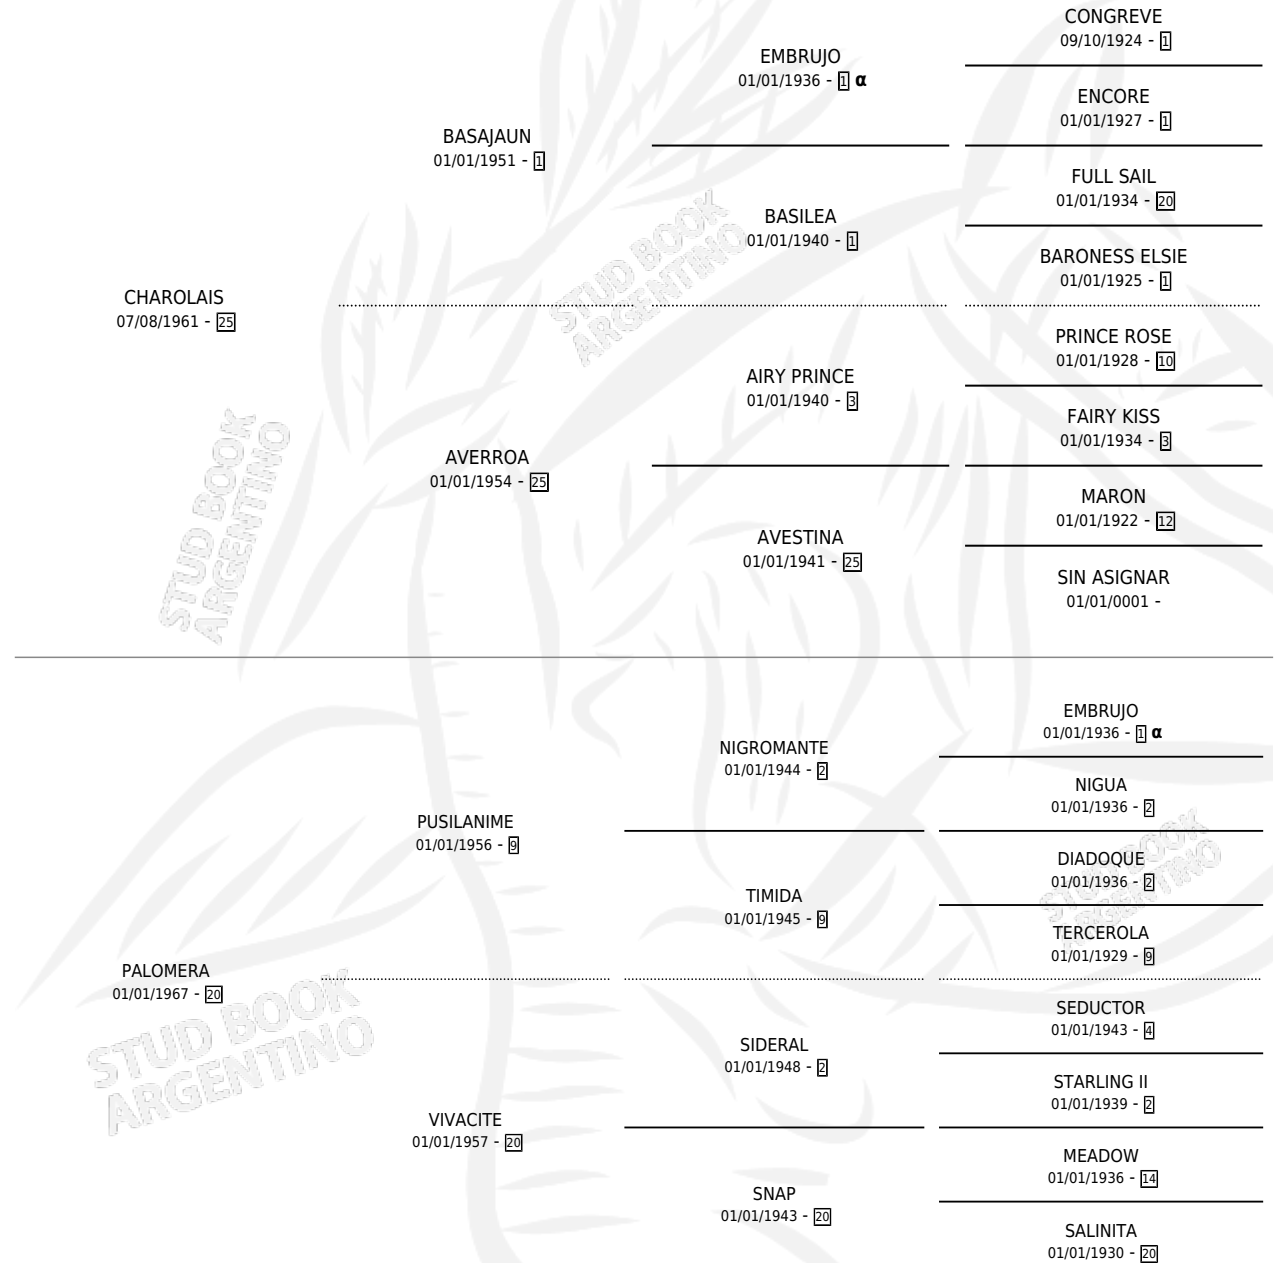 CONGREVE
09/10/1924 - 1
EMBRUJO
01/01/1936 - 1 α
ENCORE
01/01/1927 - 1
BASAJAUN
01/01/1951 - 1
FULL SAIL
01/01/1934 - 20
BASILEA
01/01/1940 - 1
BARONESS ELSIE
01/01/1925 - 1
CHAROLAIS
07/08/1961 - 25
PRINCE ROSE
01/01/1928 - 10
AIRY PRINCE
01/01/1940 - 3
FAIRY KISS
01/01/1934 - 3
AVERROA
01/01/1954 - 25
MARON
01/01/1922 - 12
AVESTINA
01/01/1941 - 25
SIN ASIGNAR
01/01/0001 -
EMBRUJO
01/01/1936 - 1 α
NIGROMANTE
01/01/1944 - 2
NIGUA
01/01/1936 - 2
PUSILANIME
01/01/1956 - 9
DIADOQUE
01/01/1936 - 2
TIMIDA
01/01/1945 - 9
TERCEROLA
01/01/1929 - 9
PALOMERA
01/01/1967 - 20
SEDUCTOR
01/01/1943 - 4
SIDERAL
01/01/1948 - 2
STARLING II
01/01/1939 - 2
VIVACITE
01/01/1957 - 20
MEADOW
01/01/1936 - 14
SNAP
01/01/1943 - 20
SALINITA
01/01/1930 - 20
STUD BOOK
ARGENTINO
STUD BOOK
ARGENTINO
STUD BOOK
ARGENTINO
STUD BOOK
ARGENTINO